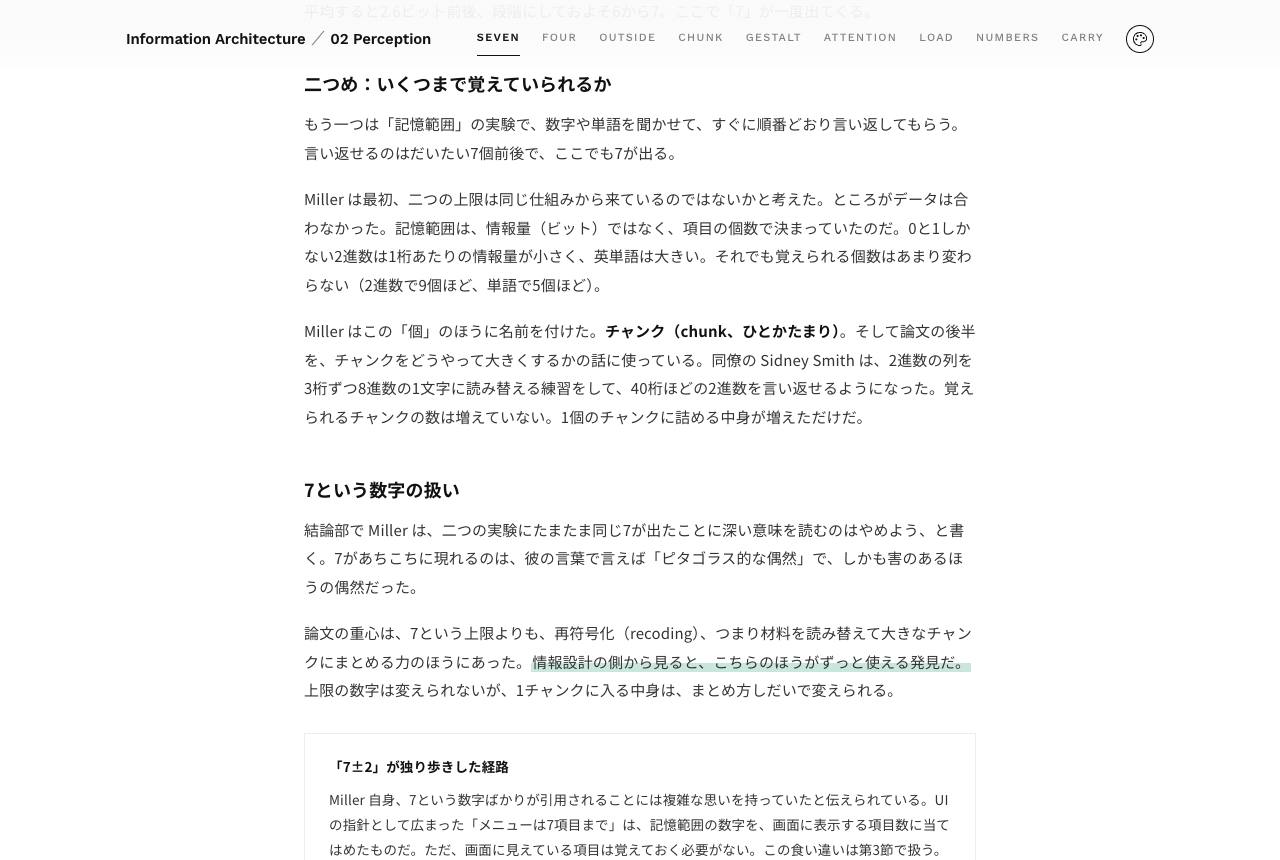 平均すると2.6ビット前後、段階にしておよそ6から7。ここで「7」が一度出てくる。
Information Architecture ／ 02 Perception
SEVEN FOUR OUTSIDE CHUNK GESTALT ATTENTION LOAD NUMBERS CARRY
二つめ：いくつまで覚えていられるか
もう一つは「記憶範囲」の実験で、数字や単語を聞かせて、すぐに順番どおり言い返してもらう。
言い返せるのはだいたい7個前後で、ここでも7が出る。
Miller は最初、二つの上限は同じ仕組みから来ているのではないかと考えた。ところがデータは合
わなかった。記憶範囲は、情報量（ビット）ではなく、項目の個数で決まっていたのだ。0と1しか
ない2進数は1桁あたりの情報量が小さく、英単語は大きい。それでも覚えられる個数はあまり変わ
らない（2進数で9個ほど、単語で5個ほど）。
Miller はこの「個」のほうに名前を付けた。チャンク（chunk、ひとかたまり）。そして論文の後半
を、チャンクをどうやって大きくするかの話に使っている。同僚の Sidney Smith は、2進数の列を
3桁ずつ8進数の1文字に読み替える練習をして、40桁ほどの2進数を言い返せるようになった。覚え
られるチャンクの数は増えていない。1個のチャンクに詰める中身が増えただけだ。
7という数字の扱い
結論部で Miller は、二つの実験にたまたま同じ7が出たことに深い意味を読むのはやめよう、と書
く。7があちこちに現れるのは、彼の言葉で言えば「ピタゴラス的な偶然」で、しかも害のあるほ
うの偶然だった。
論文の重心は、7という上限よりも、再符号化（recoding）、つまり材料を読み替えて大きなチャン
クにまとめる力のほうにあった。情報設計の側から見ると、こちらのほうがずっと使える発見だ。
上限の数字は変えられないが、1チャンクに入る中身は、まとめ方しだいで変えられる。
「7±2」が独り歩きした経路
Miller 自身、7という数字ばかりが引用されることには複雑な思いを持っていたと伝えられている。UI
の指針として広まった「メニューは7項目まで」は、記憶範囲の数字を、画面に表示する項目数に当て
はめたものだ。ただ、画面に見えている項目は覚えておく必要がない。この食い違いは第3節で扱う。